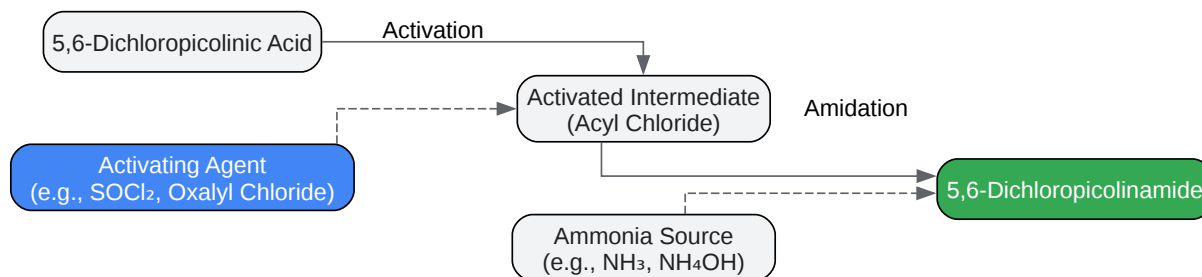 5,6-Dichloropicolinic Acid
Activation
Activated Intermediate
(Acyl Chloride)
Amidation
Activating Agent
(e.g., SOCl₂, Oxalyl Chloride)
5,6-Dichloropicolinamide
Ammonia Source
(e.g., NH₃, NH₄OH)